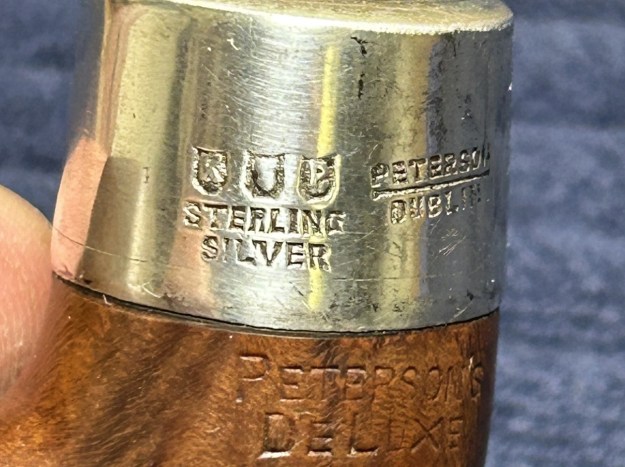 K & P PETERSON
STERLING DUBLIN
SILVER
PETERSON'S
DELUXE